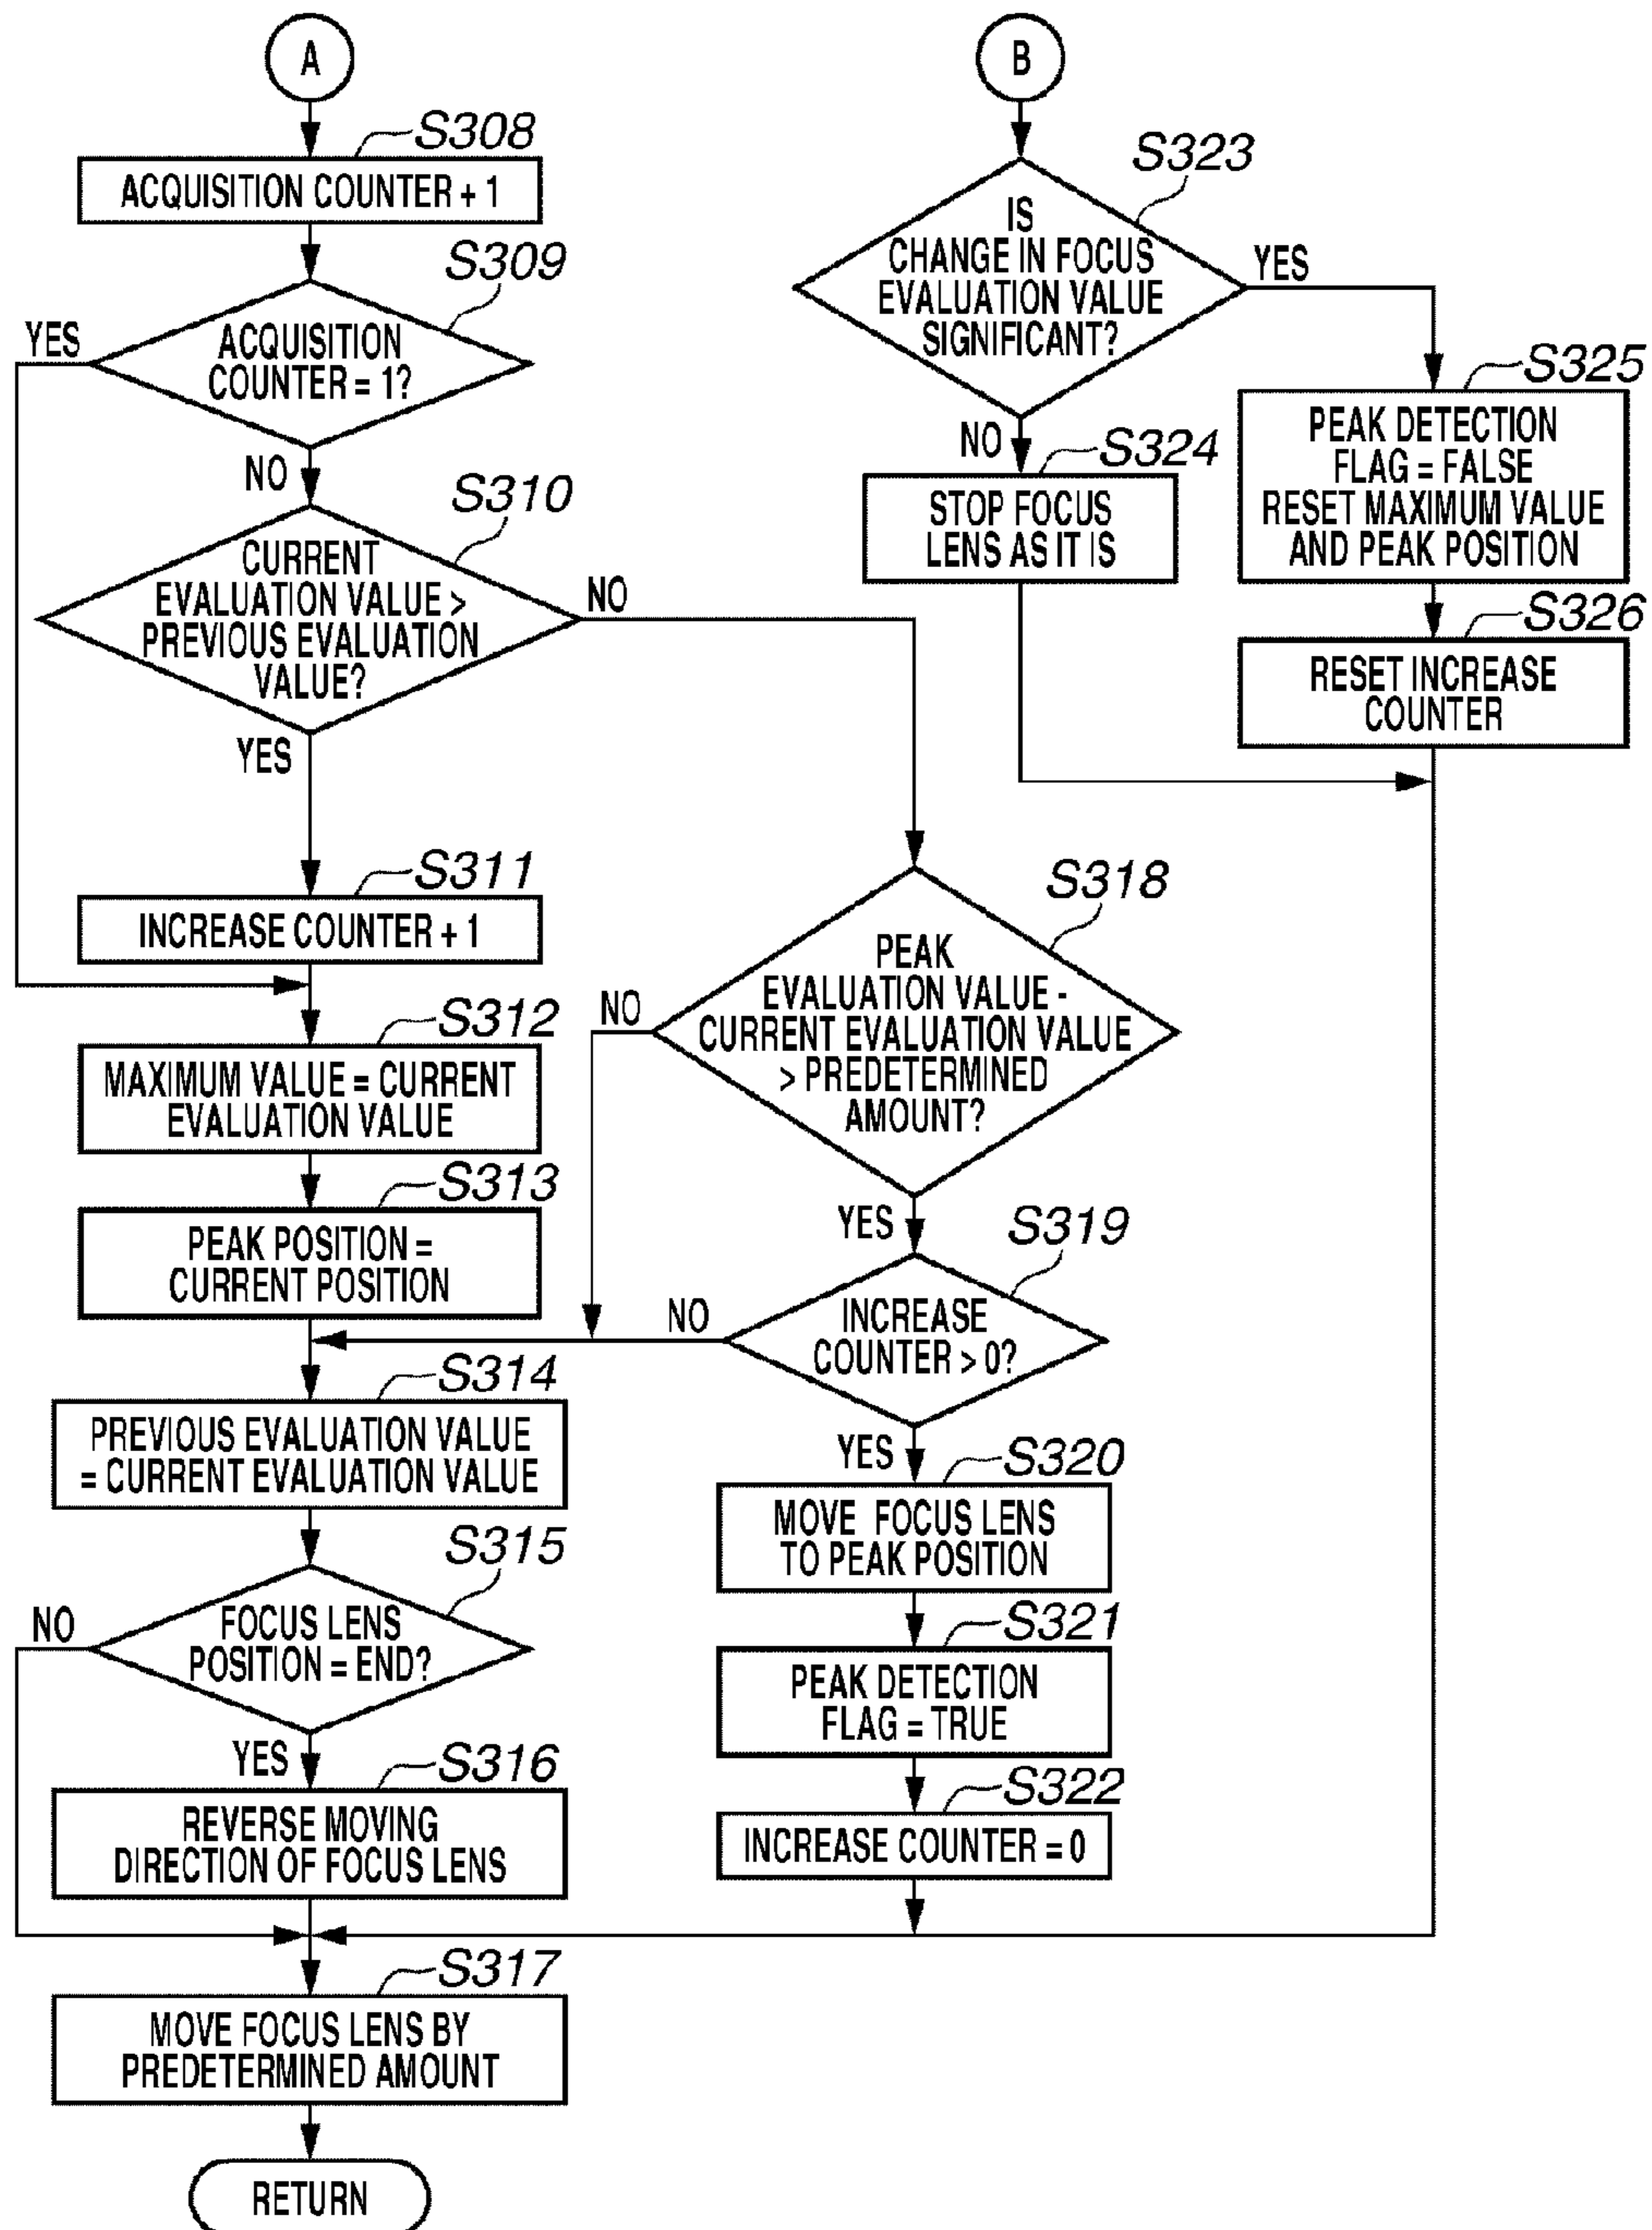 A
S308
ACQUISITION COUNTER + 1
S309
ACQUISITION
COUNTER = 1?
YES
NO
S310
CURRENT
EVALUATION VALUE >
PREVIOUS EVALUATION
VALUE?
NO
YES
S311
INCREASE COUNTER + 1
S312
MAXIMUM VALUE = CURRENT
EVALUATION VALUE
S313
PEAK POSITION =
CURRENT POSITION
S314
PREVIOUS EVALUATION VALUE
= CURRENT EVALUATION VALUE
S315
FOCUS LENS
POSITION = END?
NO
YES
S316
REVERSE MOVING
DIRECTION OF FOCUS LENS
S317
MOVE FOCUS LENS BY
PREDETERMINED AMOUNT
RETURN
S318
PEAK
EVALUATION VALUE -
CURRENT EVALUATION VALUE
> PREDETERMINED
AMOUNT?
NO
YES
S319
INCREASE
COUNTER > 0?
NO
YES
S320
MOVE FOCUS LENS
TO PEAK POSITION
S321
PEAK DETECTION
FLAG = TRUE
S322
INCREASE COUNTER = 0
B
S323
IS
CHANGE IN FOCUS
EVALUATION VALUE
SIGNIFICANT?
YES
NO
S324
STOP FOCUS
LENS AS IT IS
S325
PEAK DETECTION
FLAG = FALSE
RESET MAXIMUM VALUE
AND PEAK POSITION
S326
RESET INCREASE
COUNTER